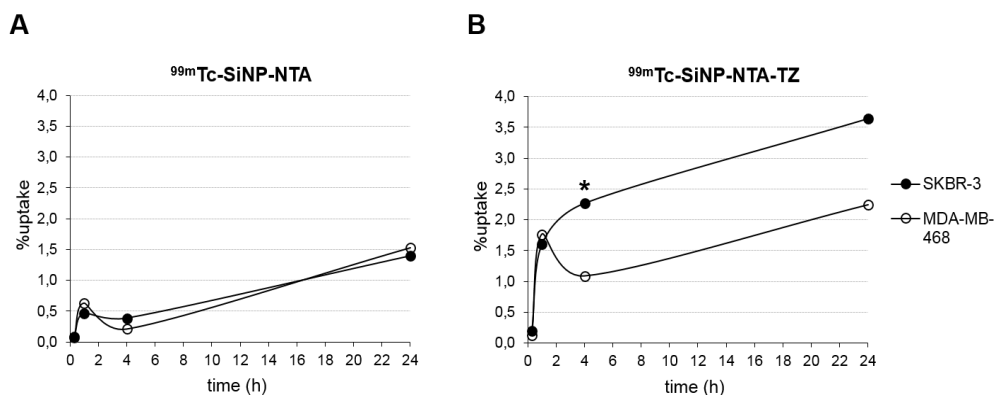 A
B
⁹⁹ᵐTc-SiNP-NTA
4,0
3,5
3,0
2,5
2,0
1,5
1,0
0,5
0,0
%uptake
0 2 4 6 8 10 12 14 16 18 20 22 24
time (h)
⁹⁹ᵐTc-SiNP-NTA-TZ
4,0
3,5
3,0
2,5
2,0
1,5
1,0
0,5
0,0
%uptake
*
0 2 4 6 8 10 12 14 16 18 20 22 24
time (h)
SKBR-3
MDA-MB-
468